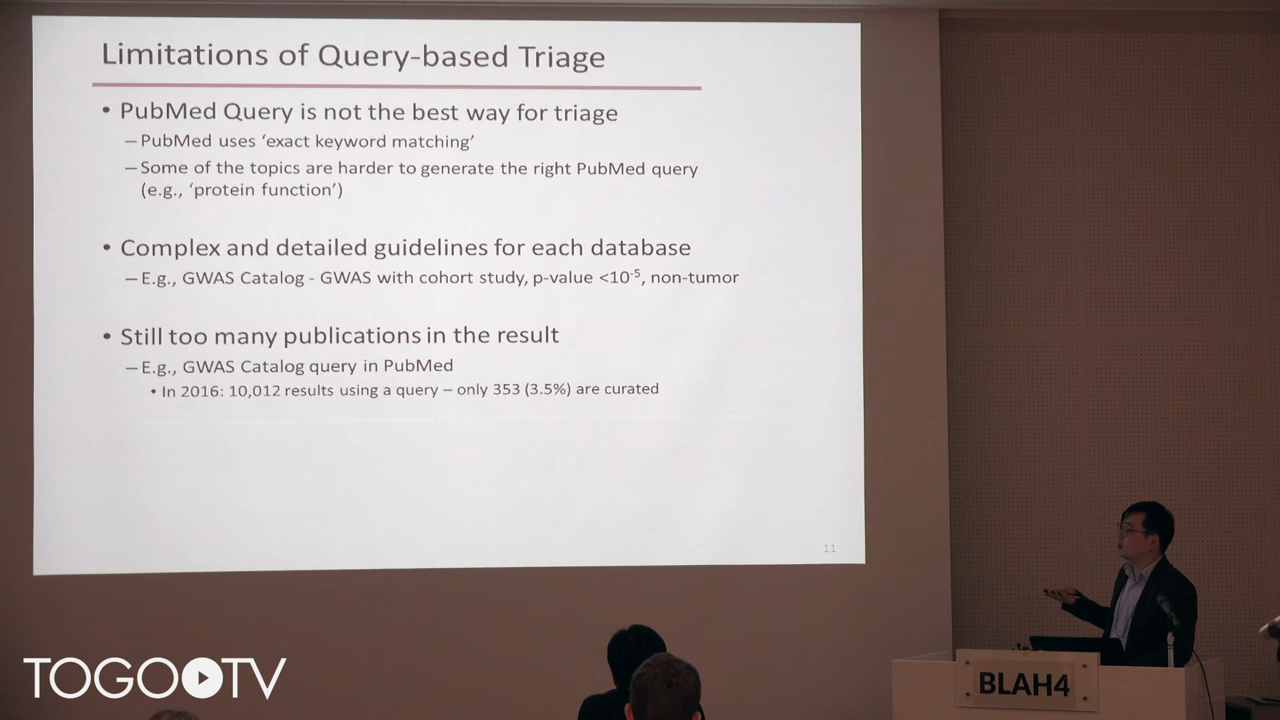 Limitations of Query-based Triage
• PubMed Query is not the best way for triage
– PubMed uses ‘exact keyword matching’
– Some of the topics are harder to generate the right PubMed query
(e.g., ‘protein function’)
• Complex and detailed guidelines for each database
– E.g., GWAS Catalog - GWAS with cohort study, p-value <10⁻⁵, non-tumor
• Still too many publications in the result
– E.g., GWAS Catalog query in PubMed
• In 2016: 10,012 results using a query – only 353 (3.5%) are curated
11
TOGOTV
BLAH4